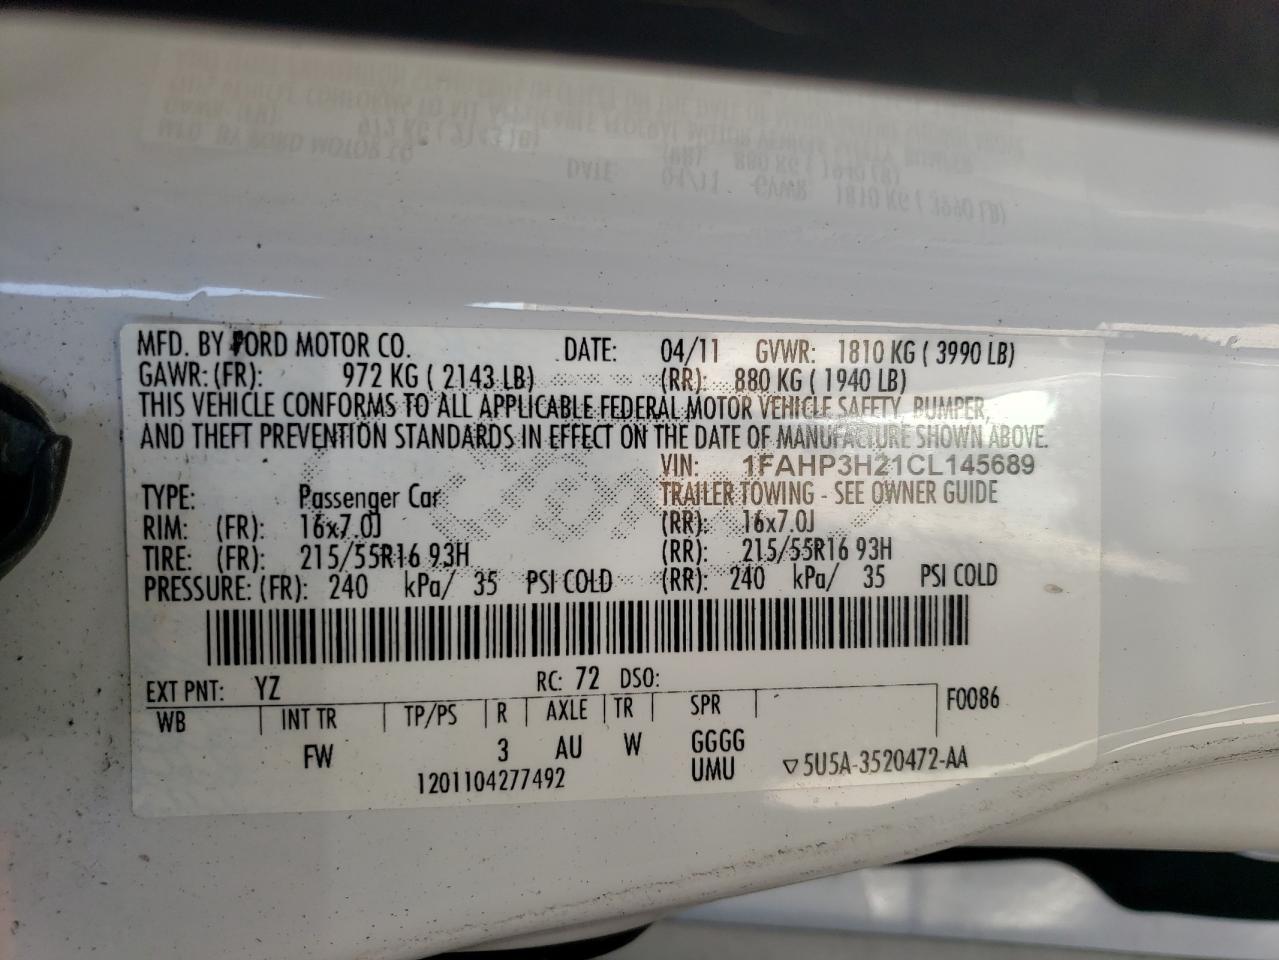 MFD. BY FORD MOTOR CO. DATE: 04/11 GVWR: 1810 KG ( 3990 LB)
GAWR: (FR): 972 KG ( 2143 LB) (RR): 880 KG ( 1940 LB)
THIS VEHICLE CONFORMS TO ALL APPLICABLE FEDERAL MOTOR VEHICLE SAFETY, BUMPER,
AND THEFT PREVENTION STANDARDS IN EFFECT ON THE DATE OF MANUFACTURE SHOWN ABOVE.
VIN: 1FAHP3H21CL145689
TYPE: Passenger Car TRAILER TOWING - SEE OWNER GUIDE
RIM: (FR): 16x7.0J (RR): 16x7.0J
TIRE: (FR): 215/55R16 93H (RR): 215/55R16 93H
PRESSURE: (FR): 240 kPa/ 35 PSI COLD (RR): 240 kPa/ 35 PSI COLD
EXT PNT: YZ RC: 72 DSO:
WB INT TR TP/PS R AXLE TR SPR F0086
FW 3 AU W GGGG
1201104277492 UMU ▽5U5A-3520472-AA